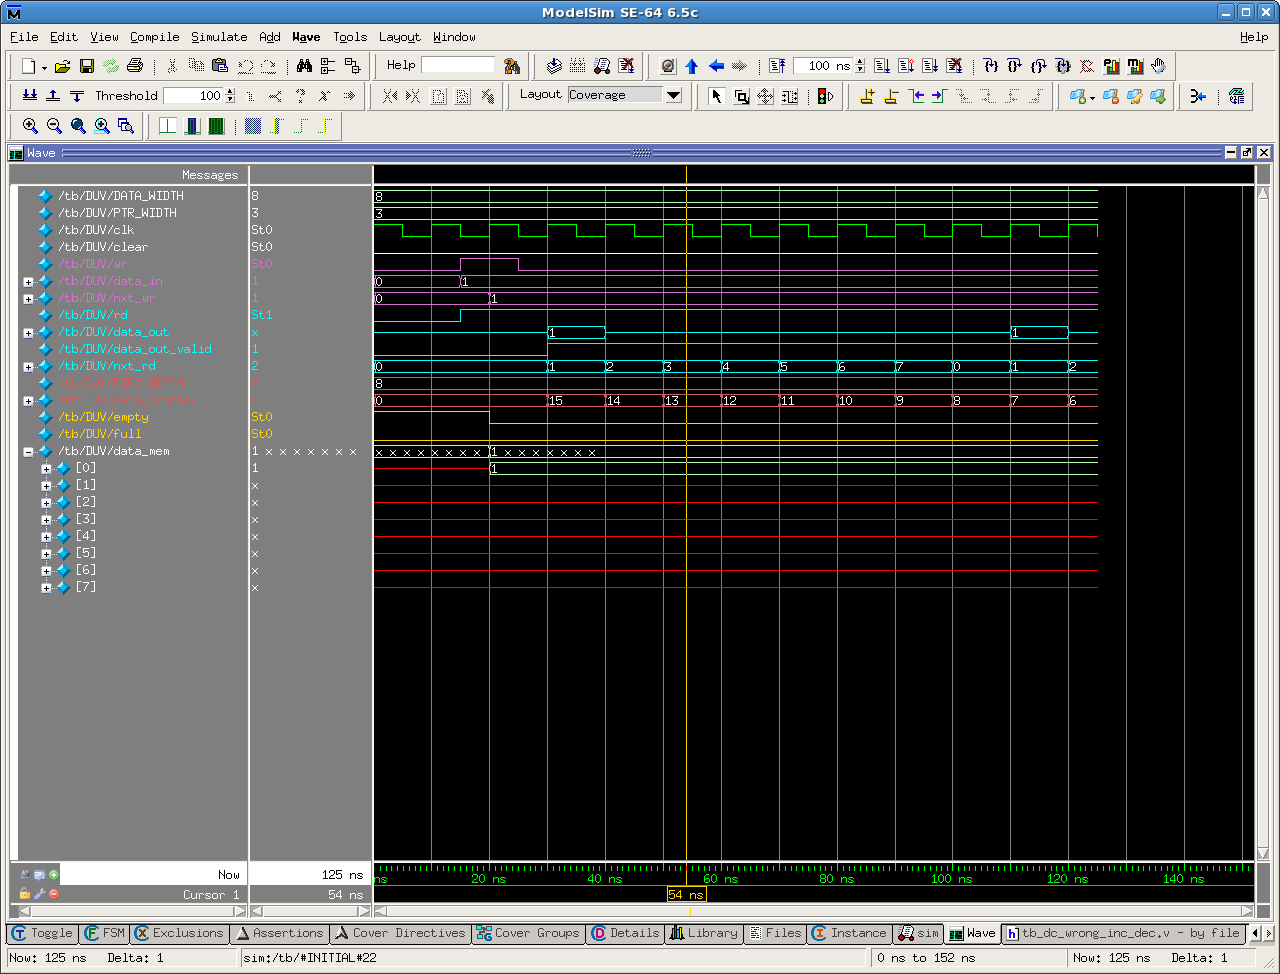 ModelSim SE-64 6.5c
File Edit View Compile Simulate Add Wave Tools Layout Window Help
Help 100 ns
Threshold 100 Layout Coverage
Wave
Messages
/tb/DUV/DATA_WIDTH 8 8
/tb/DUV/PTR_WIDTH 3 3
/tb/DUV/clk St0
/tb/DUV/clear St0
/tb/DUV/wr St0
/tb/DUV/data_in 1 0 1
/tb/DUV/nxt_wr 1 0 1
/tb/DUV/rd St1
/tb/DUV/data_out x 1 1
/tb/DUV/data_out_valid 1
/tb/DUV/nxt_rd 2 0 1 2 3 4 5 6 7 0 1 2
8
0 15 14 13 12 11 10 9 8 7 6
/tb/DUV/empty St0
/tb/DUV/full St0
/tb/DUV/data_mem 1 x x x x x x x x x x x x x x x 1 x x x x x x x
[0] 1 1
[1] x
[2] x
[3] x
[4] x
[5] x
[6] x
[7] x
Now 125 ns ns 20 ns 40 ns 60 ns 80 ns 100 ns 120 ns 140 ns
Cursor 1 54 ns 54 ns
Toggle FSM Exclusions Assertions Cover Directives Cover Groups Details Library Files Instance sim Wave tb_dc_wrong_inc_dec.v - by file
Now: 125 ns Delta: 1 sim:/tb/#INITIAL#22 0 ns to 152 ns Now: 125 ns Delta: 1